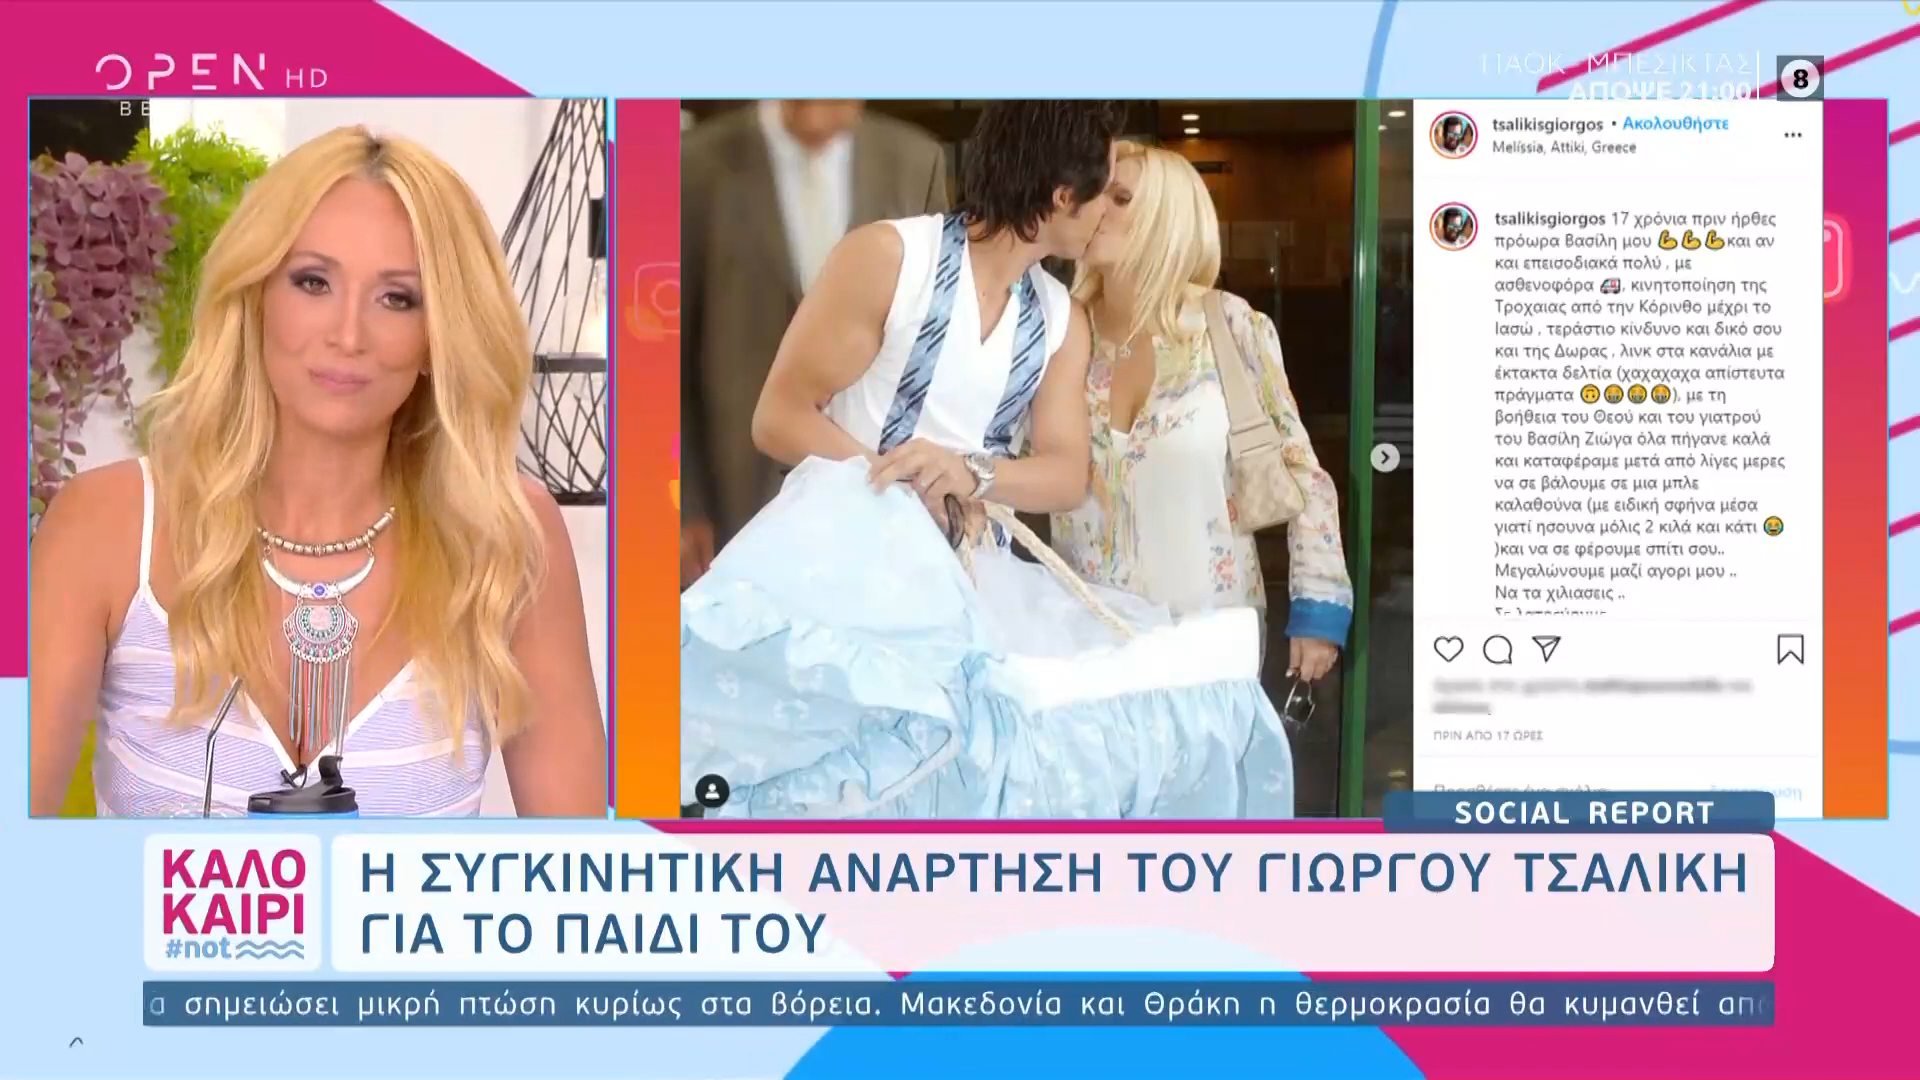 OPEN HD
BE
ΠΑΟΚ - ΜΠΕΣΙΚΤΑΣ
ΑΠΟΨΕ 21:00
8
tsalikisgiorgos • Ακολουθήστε
Melíssia, Attiki, Greece
tsalikisgiorgos 17 χρόνια πριν ήρθες
πρόωρα Βασίλη μου 💪💪💪και αν
και επεισοδιακά πολύ , με
ασθενοφόρα 🚑, κινητοποίηση της
Τροχαιας από την Κόρινθο μέχρι το
Ιασώ , τεράστιο κίνδυνο και δικό σου
και της Δωρας , λινκ στα κανάλια με
έκτακτα δελτία (χαχαχαχα απίστευτα
πράγματα 🙃😂😂😂), με τη
βοήθεια του Θεού και του γιατρού
του Βασίλη Ζιώγα όλα πήγανε καλά
και καταφέραμε μετά από λίγες μερες
να σε βάλουμε σε μια μπλε
καλαθούνα (με ειδική σφήνα μέσα
γιατί ησουνα μόλις 2 κιλά και κάτι 😂
)και να σε φέρουμε σπίτι σου..
Μεγαλώνουμε μαζί αγορι μου ..
Να τα χιλιασεις ..
ΠΡΙΝ ΑΠΟ 17 ΩΡΕΣ
SOCIAL REPORT
ΚΑΛΟ
ΚΑΙΡΙ
#not
Η ΣΥΓΚΙΝΗΤΙΚΗ ΑΝΑΡΤΗΣΗ ΤΟΥ ΓΙΩΡΓΟΥ ΤΣΑΛΙΚΗ
ΓΙΑ ΤΟ ΠΑΙΔΙ ΤΟΥ
α σημειώσει μικρή πτώση κυρίως στα βόρεια. Μακεδονία και Θράκη η θερμοκρασία θα κυμανθεί από